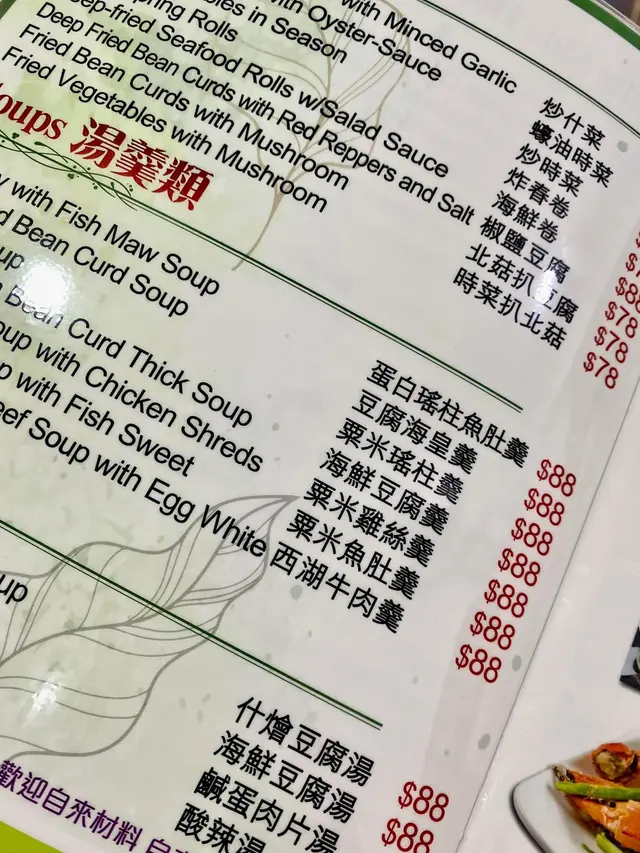 with Minced Garlic 炒什菜
with Oyster-Sauce 蠔油時菜
in Season 炒時菜
Rolls 炸春卷
Seafood Rolls w/Salad Sauce 海鮮卷
Deep Fried Bean Curds with Red Reppers and Salt 椒鹽豆腐 $78
Fried Bean Curds with Mushroom 北菇扒豆腐 $78
Fried Vegetables with Mushroom 時菜扒北菇 $78
Soups 湯羹類
with Fish Maw Soup 蛋白瑤柱魚肚羹 $88
Bean Curd Soup 豆腐海皇羹 $88
粟米瑤柱羹 $88
Bean Curd Thick Soup 海鮮豆腐羹 $88
with Chicken Shreds 粟米雞絲羹 $88
with Fish Sweet 粟米魚肚羹 $88
Soup with Egg White 西湖牛肉羹 $88
什燴豆腐湯 $88
海鮮豆腐湯 $88
鹹蛋肉片湯
酸辣湯
歡迎自來材料